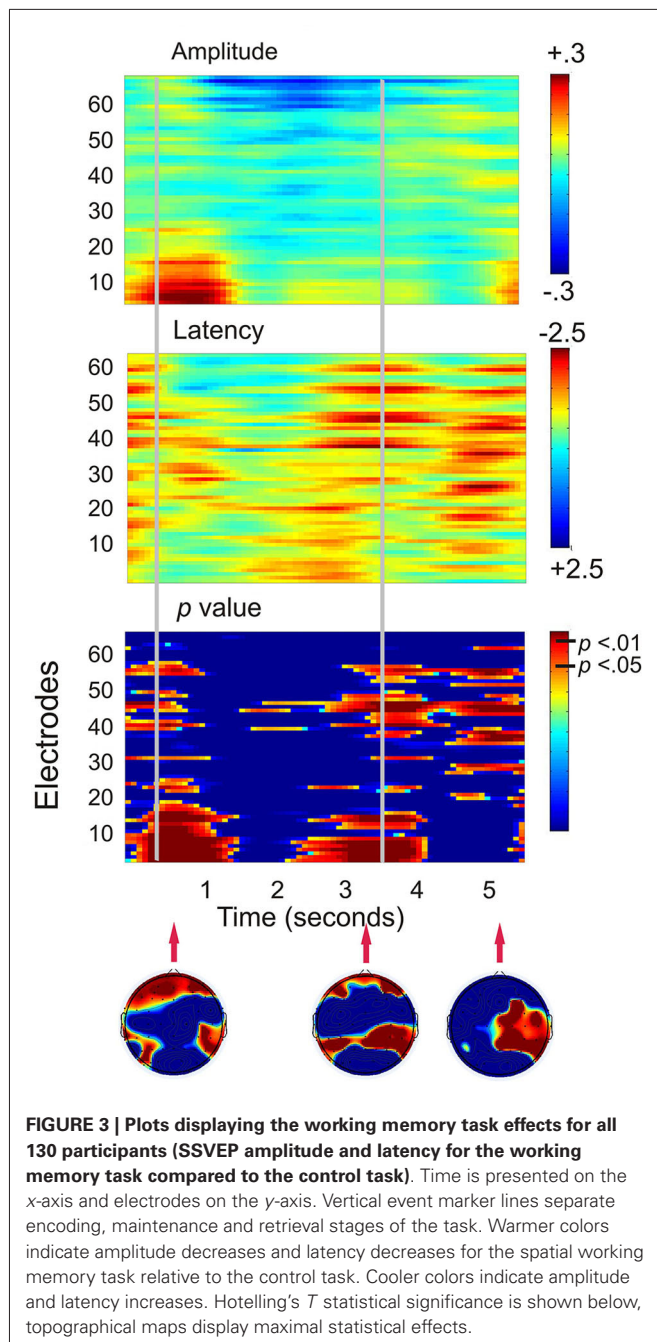 Amplitude
+.3
60
50
40
30
20
10
-.3
Latency
-2.5
60
50
40
30
20
10
+2.5
p value
60
50
40
30
20
10
p <.01
p <.05
Electrodes
1 2 3 4 5
Time (seconds)
FIGURE 3 | Plots displaying the working memory task effects for all
130 participants (SSVEP amplitude and latency for the working
memory task compared to the control task). Time is presented on the
x-axis and electrodes on the y-axis. Vertical event marker lines separate
encoding, maintenance and retrieval stages of the task. Warmer colors
indicate amplitude decreases and latency decreases for the spatial working
memory task relative to the control task. Cooler colors indicate amplitude
and latency increases. Hotelling's T statistical significance is shown below,
topographical maps display maximal statistical effects.